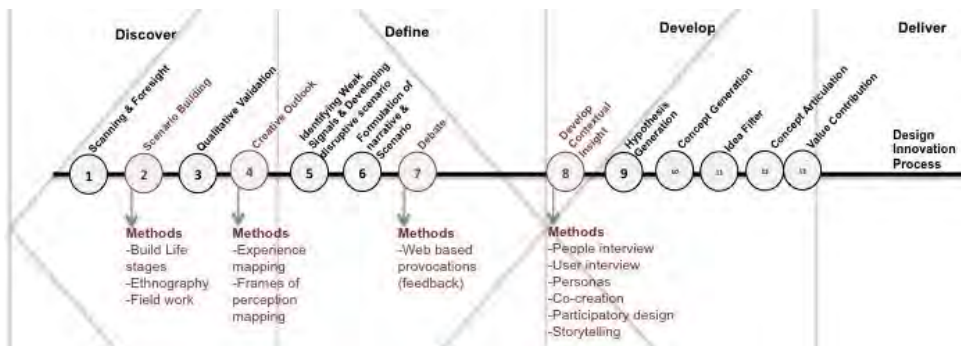 Discover
Define
Develop
Deliver
Scanning & Foresight
Scenario Building
Qualitative Validation
Creative Outlook
Identifying Weak
Signals & Developing
disruptive scenario
Formulation of
narrative &
Scenario
Debate
Develop
Contextual
Insight
Hypothesis
Generation
Concept Generation
Idea Filter
Concept Articulation
Value Contribution
Design
Innovation
Process
1
2
3
4
5
6
7
8
9
10
11
12
13
Methods
-Build Life
stages
-Ethnography
-Field work
Methods
-Experience
mapping
-Frames of
perception
mapping
Methods
-Web based
provocations
(feedback)
Methods
-People interview
-User interview
-Personas
-Co-creation
-Participatory design
-Storytelling